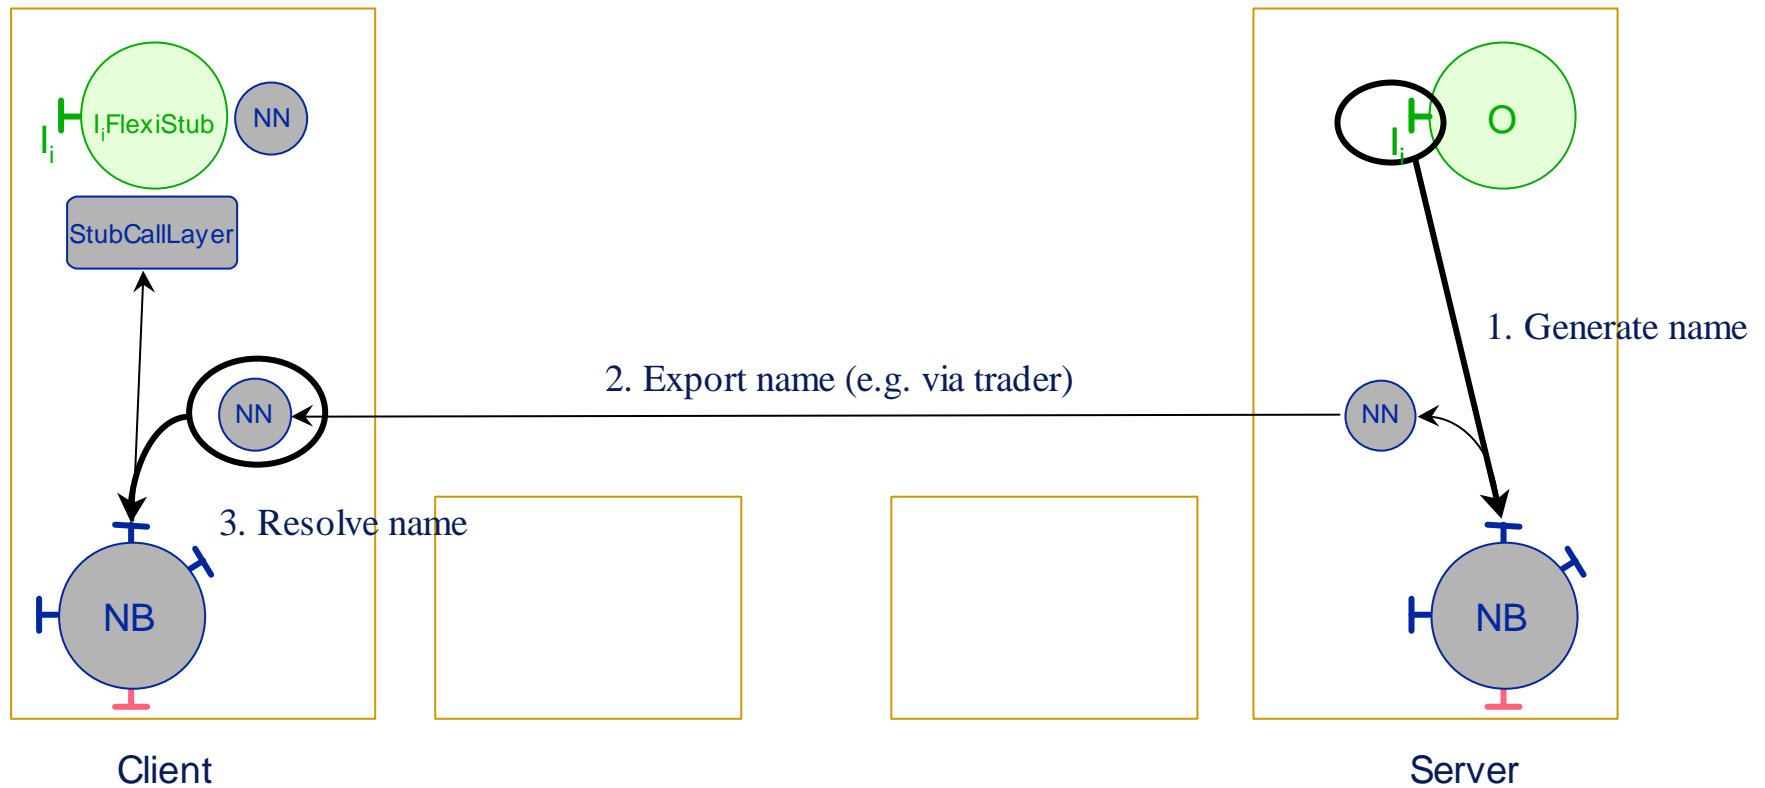 IᵢFlexiStub
NN
Iᵢ
StubCallLayer
O
Iᵢ
1. Generate name
2. Export name (e.g. via trader)
NN
NN
3. Resolve name
NB
NB
Client
Server